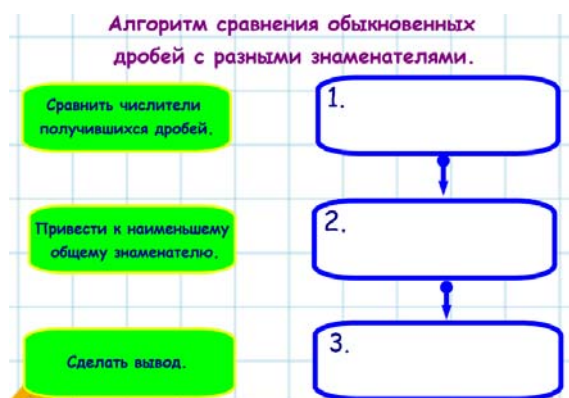 Алгоритм сравнения обыкновенных
дробей с разными знаменателями.
Сравнить числители
получившихся дробей.
1.
Привести к наименьшему
общему знаменателю.
2.
Сделать вывод.
3.